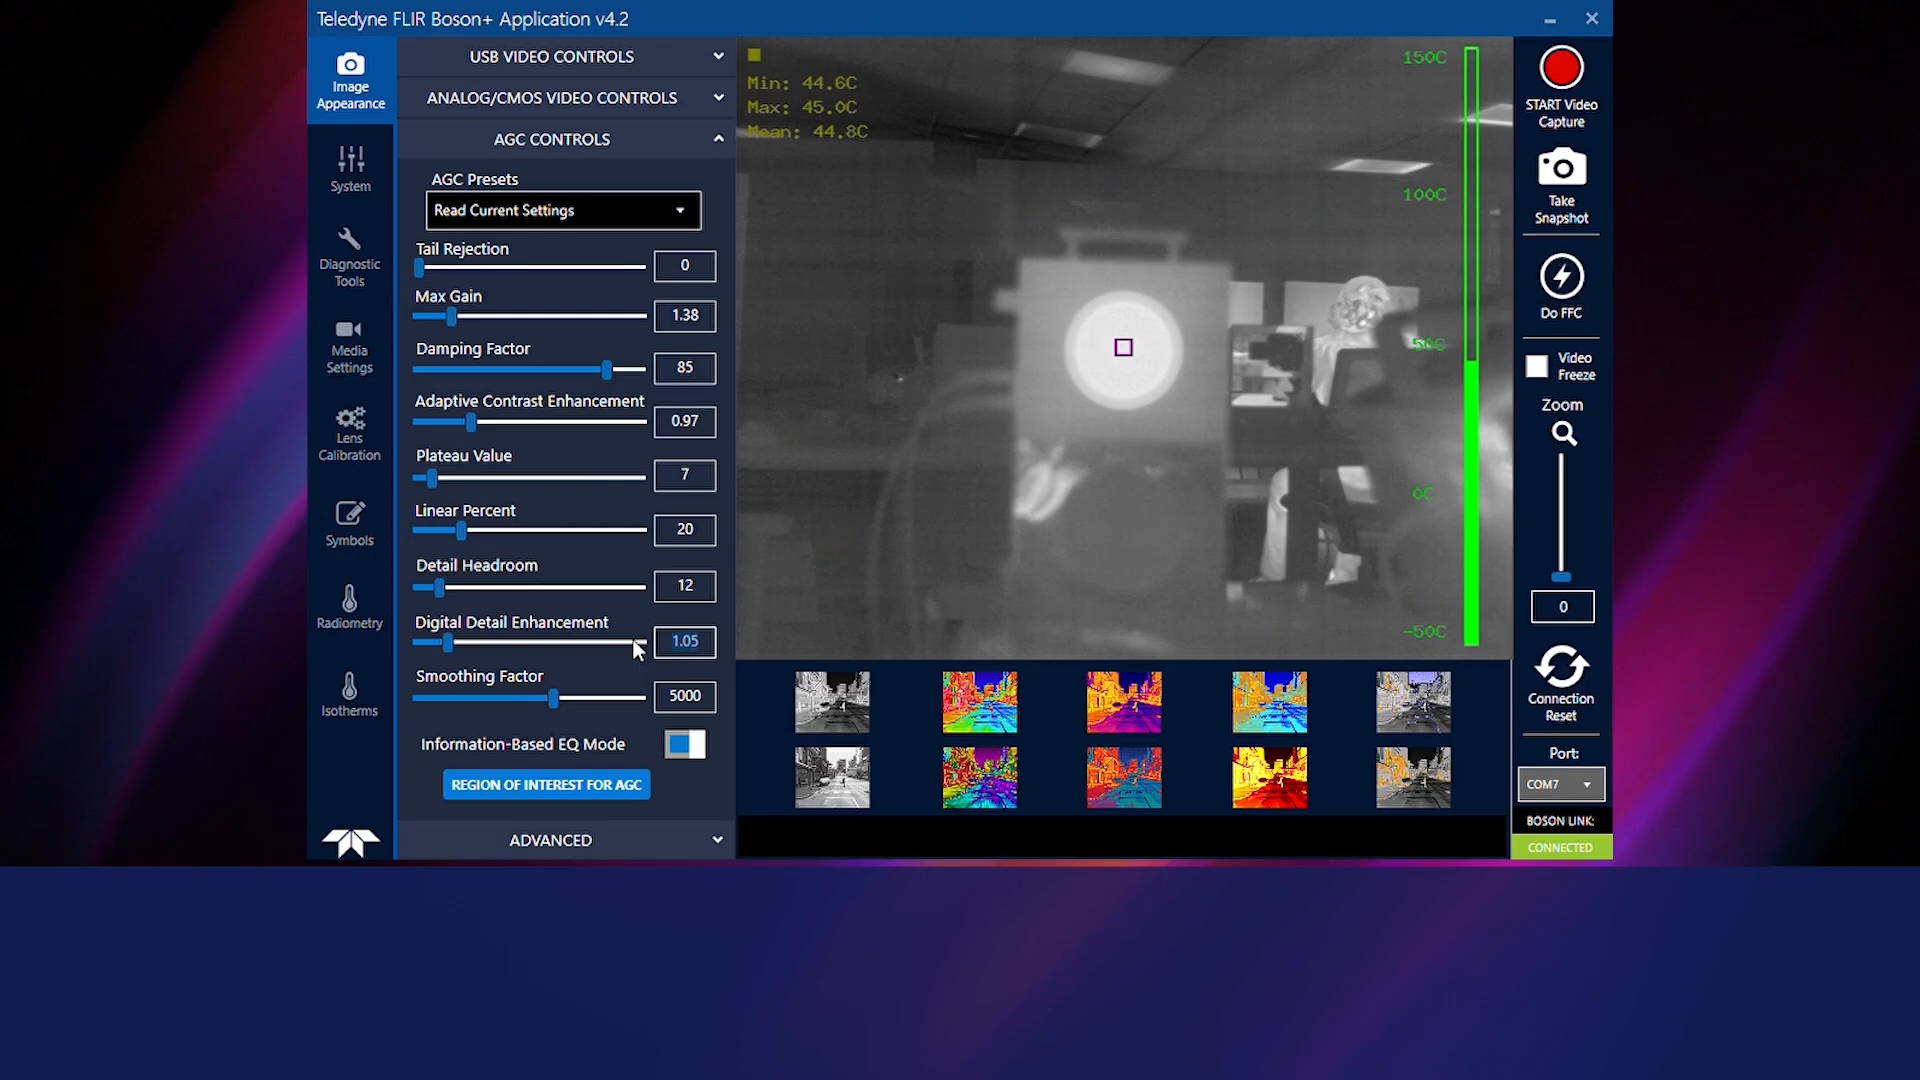 Teledyne FLIR Boson+ Application v4.2
Image
Appearance
System
Diagnostic
Tools
Media
Settings
Lens
Calibration
Symbols
Radiometry
Isotherms
USB VIDEO CONTROLS
ANALOG/CMOS VIDEO CONTROLS
AGC CONTROLS
AGC Presets
Read Current Settings
Tail Rejection
0
Max Gain
1.38
Damping Factor
85
Adaptive Contrast Enhancement
0.97
Plateau Value
7
Linear Percent
20
Detail Headroom
12
Digital Detail Enhancement
1.05
Smoothing Factor
5000
Information-Based EQ Mode
REGION OF INTEREST FOR AGC
ADVANCED
Min: 44.6C
Max: 45.0C
Mean: 44.8C
150C
100C
50C
0C
-50C
START Video
Capture
Take
Snapshot
Do FFC
Video
Freeze
Zoom
0
Connection
Reset
Port:
COM7
BOSON LINK:
CONNECTED